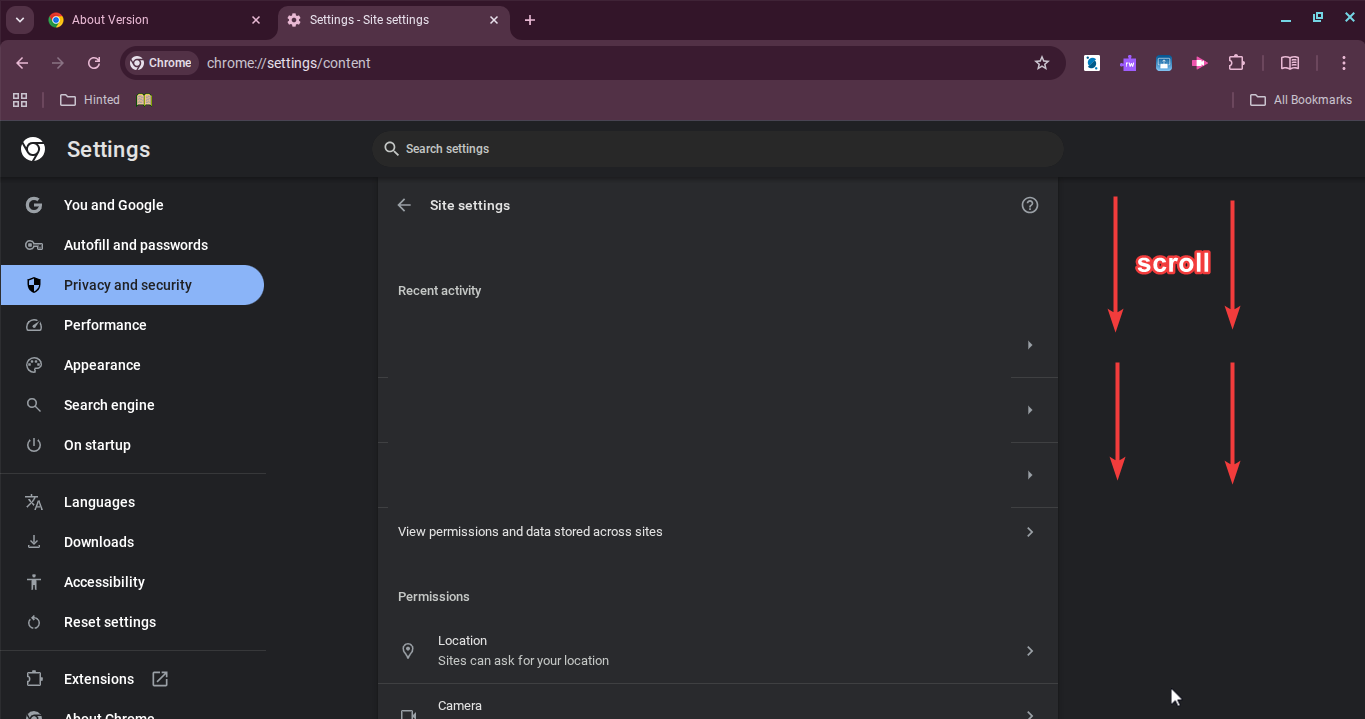 About Version
Settings - Site settings
Chrome
chrome://settings/content
Hinted
All Bookmarks
Settings
Search settings
You and Google
Autofill and passwords
Privacy and security
Performance
Appearance
Search engine
On startup
Languages
Downloads
Accessibility
Reset settings
Extensions
About Chrome
Site settings
Recent activity
View permissions and data stored across sites
Permissions
Location
Sites can ask for your location
Camera
scroll
rw